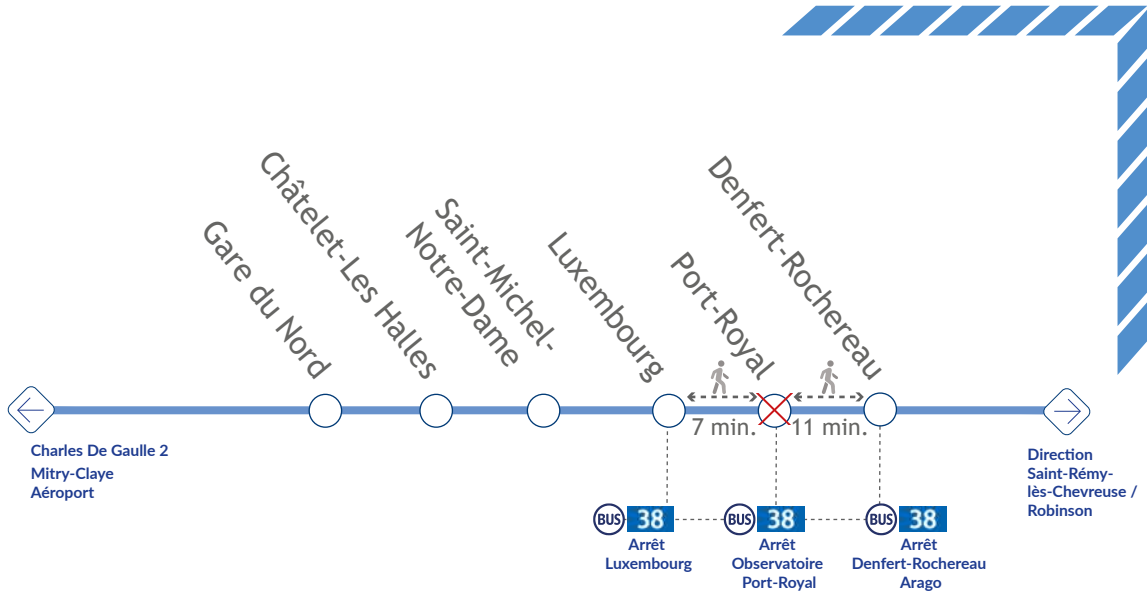 Gare du Nord
Châtelet-Les Halles
Saint-Michel-
Notre-Dame
Luxembourg
Port-Royal
Denfert-Rochereau
7 min.
11 min.
Charles De Gaulle 2
Mitry-Claye
Aéroport
Direction
Saint-Rémy-
lès-Chevreuse /
Robinson
BUS 38
Arrêt
Luxembourg
BUS 38
Arrêt
Observatoire
Port-Royal
BUS 38
Arrêt
Denfert-Rochereau
Arago